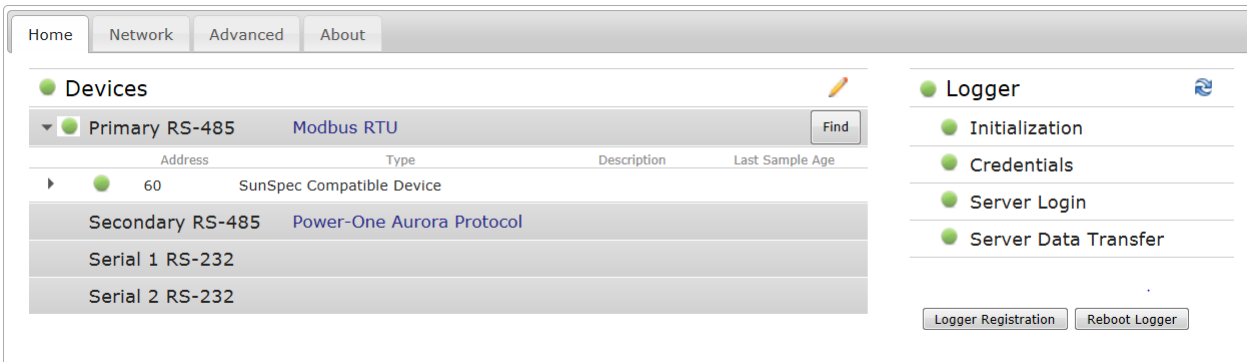 Home Network Advanced About
Devices
Primary RS-485 Modbus RTU Find
Address Type Description Last Sample Age
60 SunSpec Compatible Device
Secondary RS-485 Power-One Aurora Protocol
Serial 1 RS-232
Serial 2 RS-232
Logger
Initialization
Credentials
Server Login
Server Data Transfer
Logger Registration Reboot Logger